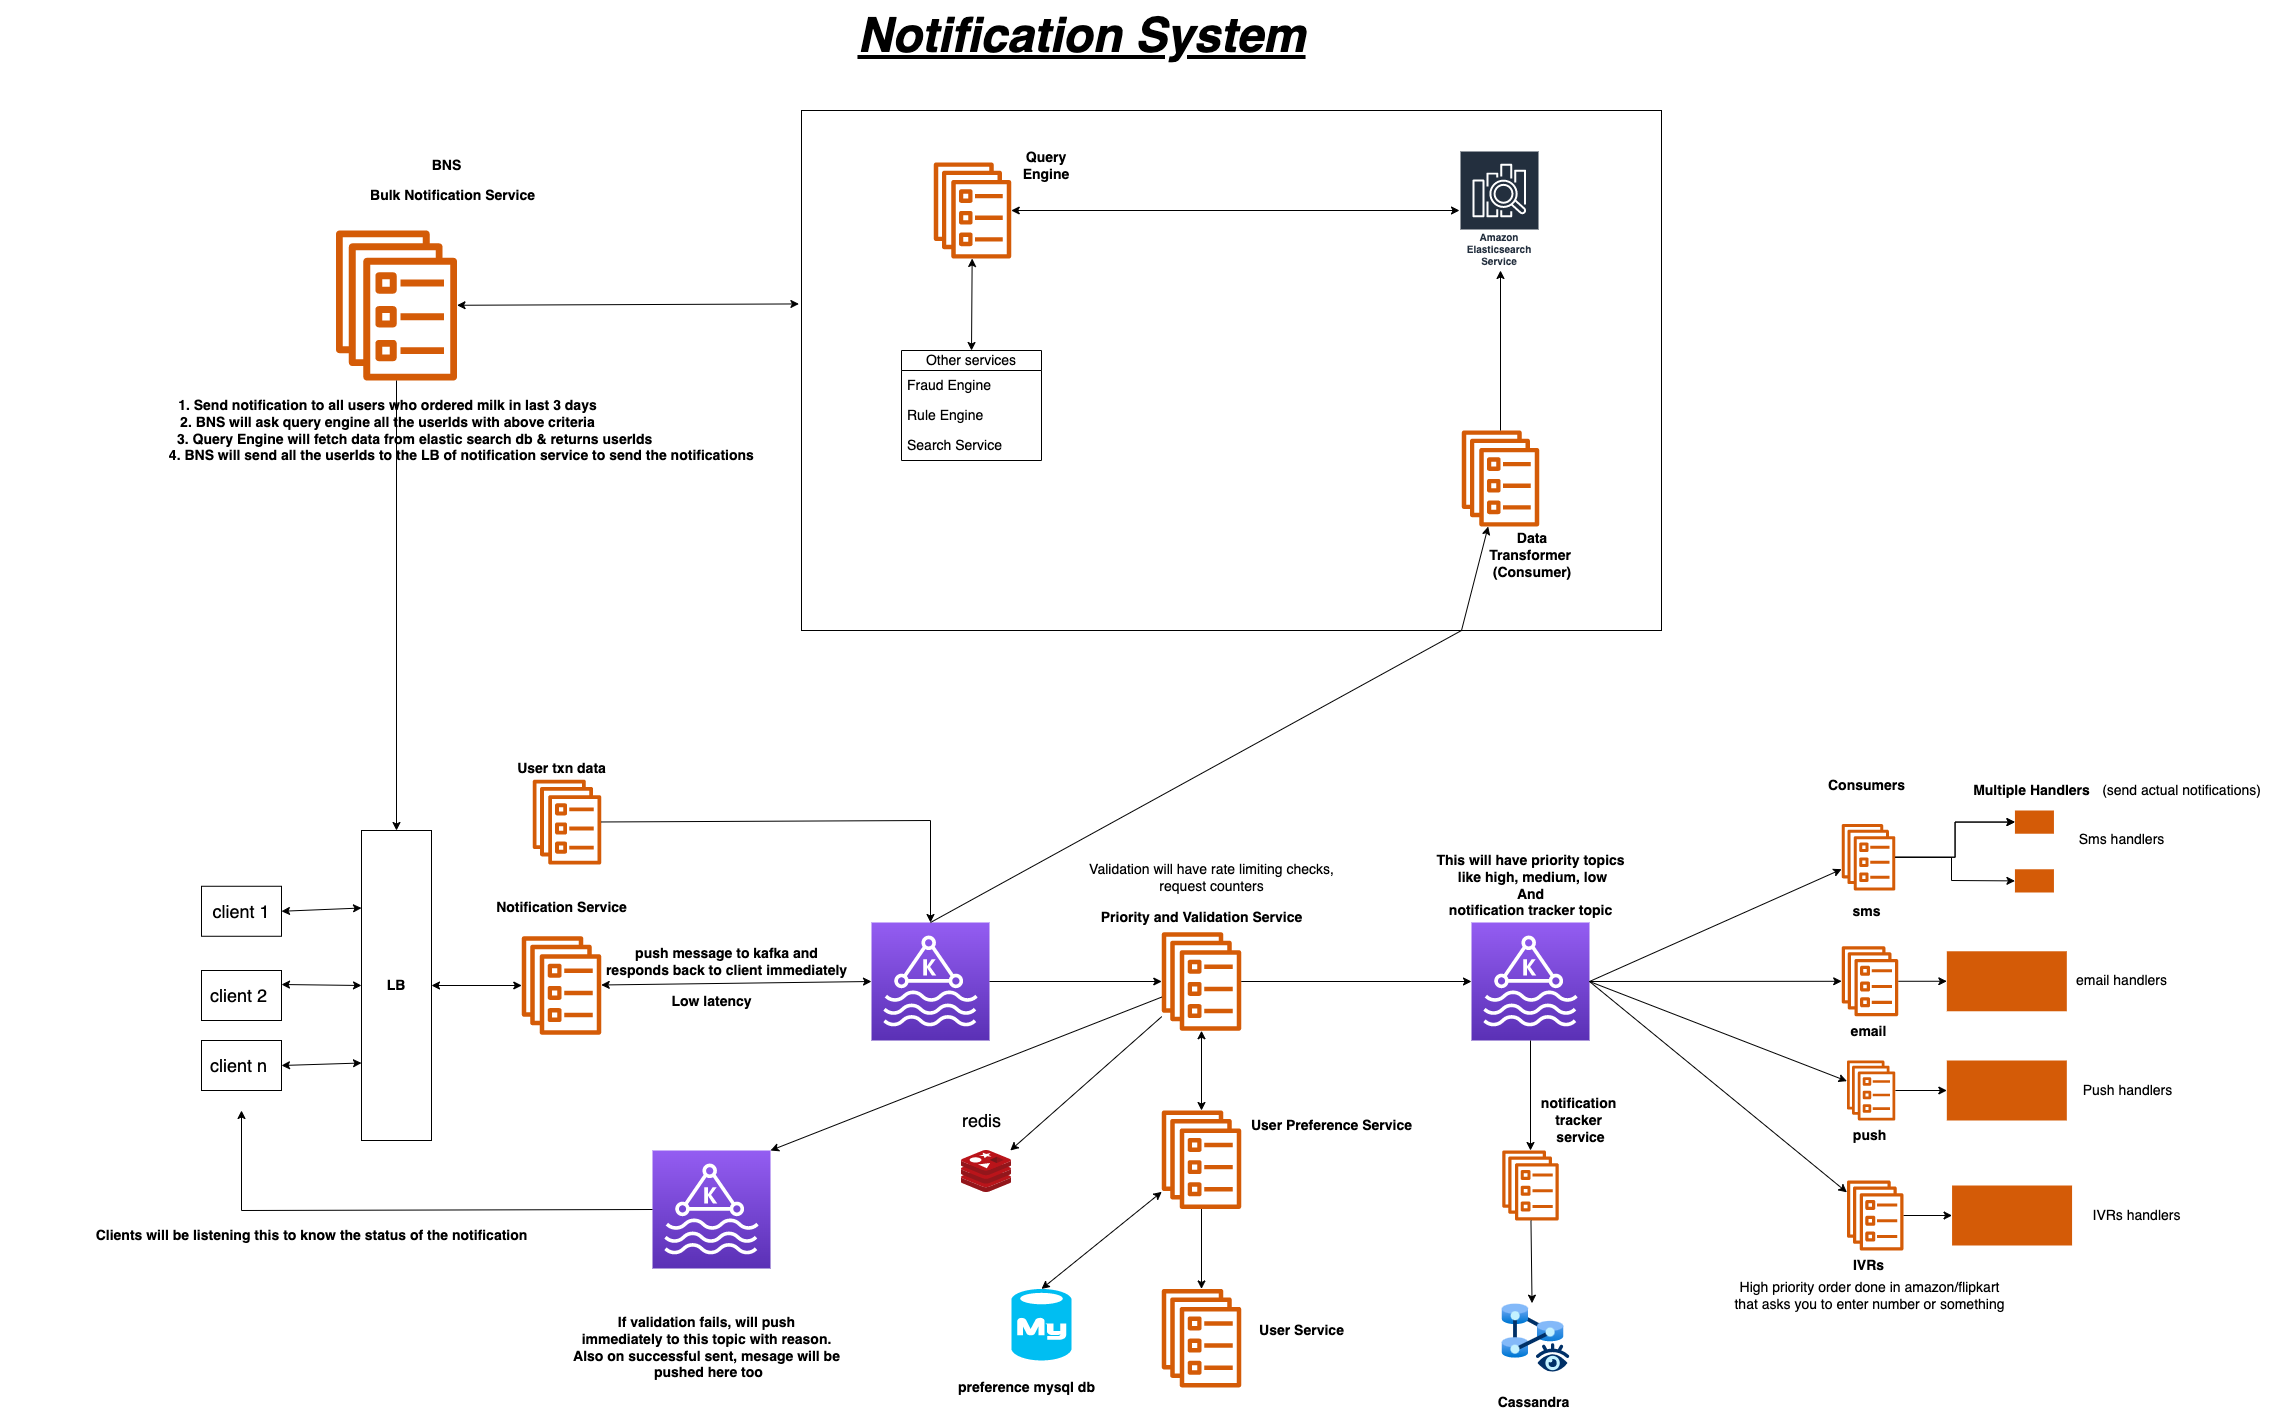 Notification System
BNS
Bulk Notification Service
Query
Engine
Amazon
Elasticsearch
Service
Other services
Fraud Engine
Rule Engine
Search Service
1. Send notification to all users who ordered milk in last 3 days
2. BNS will ask query engine all the userIds with above criteria
3. Query Engine will fetch data from elastic search db & returns userIds
4. BNS will send all the userIds to the LB of notification service to send the notifications
Data
Transformer
(Consumer)
User txn data
Consumers
Multiple Handlers
(send actual notifications)
Sms handlers
Validation will have rate limiting checks,
request counters
This will have priority topics
like high, medium, low
And
notification tracker topic
Notification Service
Priority and Validation Service
client 1
client 2
client n
LB
push message to kafka and
responds back to client immediately
Low latency
K
K
sms
email
email handlers
push
Push handlers
IVRs
IVRs handlers
High priority order done in amazon/flipkart
that asks you to enter number or something
redis
User Preference Service
notification
tracker
service
K
Clients will be listening this to know the status of the notification
If validation fails, will push
immediately to this topic with reason.
Also on successful sent, mesage will be
pushed here too
My
preference mysql db
User Service
Cassandra